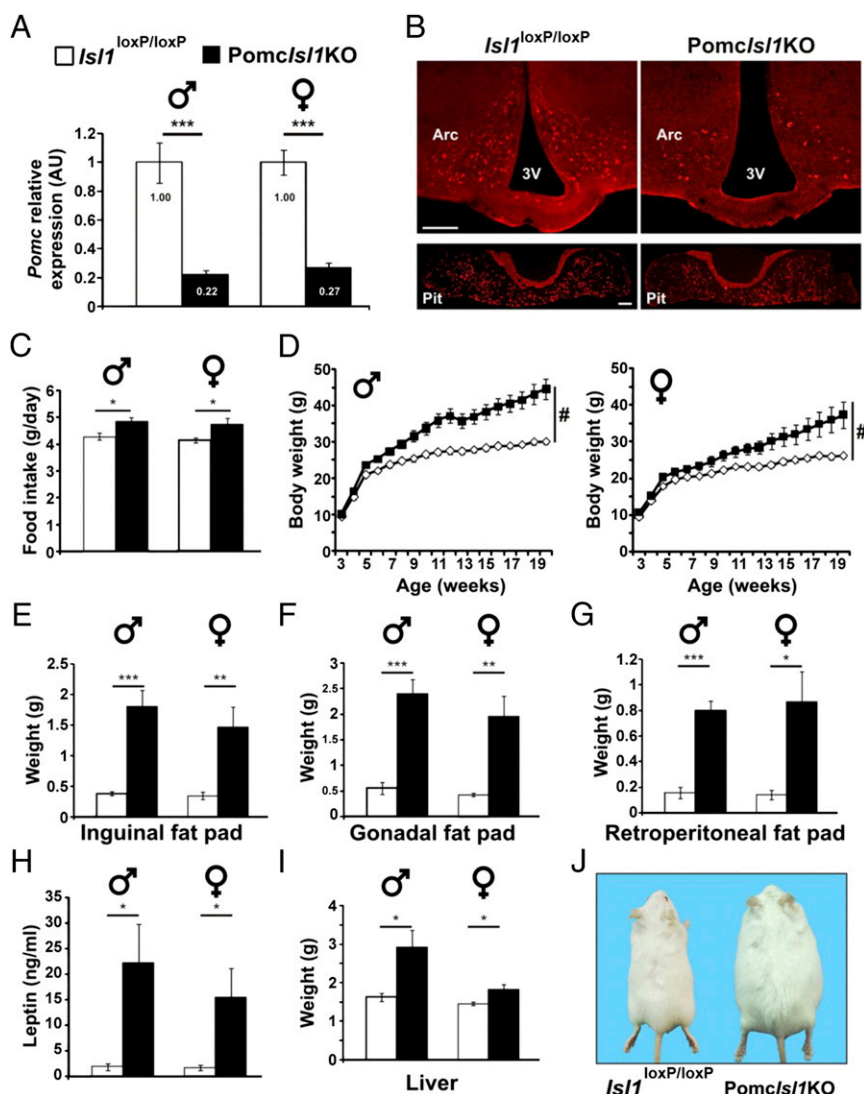 A
Isl1 loxP/loxP
PomcIsl1KO
♂
♀
***
***
Pomc relative
expression (AU)
1.2
1
0.8
0.6
0.4
0.2
0
1.00
0.22
1.00
0.27
B
Isl1 loxP/loxP
PomcIsl1KO
Arc
3V
Arc
3V
Pit
Pit
C
♂
♀
*
*
Food intake (g/day)
6
5
4
3
2
1
0
D
♂
Body weight (g)
50
40
30
20
10
0
#
3 5 7 9 11 13 15 17 19
Age (weeks)
♀
Body weight (g)
50
40
30
20
10
0
#
3 5 7 9 11 13 15 17 19
Age (weeks)
E
♂
♀
***
**
Weight (g)
2.5
2
1.5
1
0.5
0
Inguinal fat pad
F
♂
♀
***
**
Weight (g)
3
2.5
2
1.5
1
0.5
0
Gonadal fat pad
G
♂
♀
***
*
Weight (g)
1.2
1
0.8
0.6
0.4
0.2
0
Retroperitoneal fat pad
H
♂
♀
*
*
Leptin (ng/ml)
35
30
25
20
15
10
5
0
I
♂
♀
*
*
Weight (g)
4
3
2
1
0
Liver
J
Isl1 loxP/loxP
PomcIsl1KO